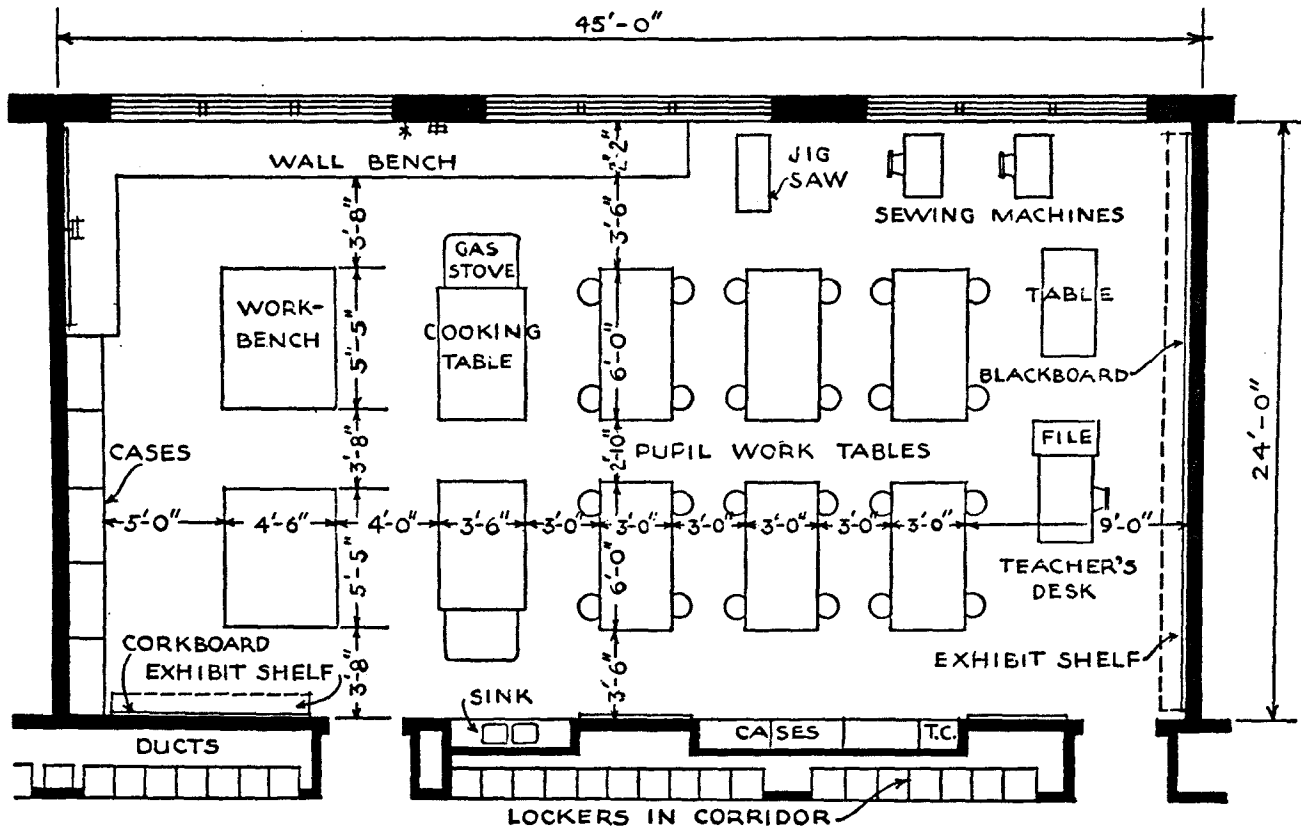 45'-0"
WALL BENCH
2'-2"
JIG
SAW
SEWING MACHINES
3'-8"
3'-6"
GAS
STOVE
WORK-
BENCH
5'-5"
COOKING
TABLE
6'-0"
TABLE
BLACKBOARD
24'-0"
CASES
3'-8"
2'-10"
PUPIL WORK TABLES
FILE
5'-0"
4'-6"
4'-0"
3'-6"
3'-0"
3'-0"
3'-0"
3'-0"
3'-0"
3'-0"
9'-0"
5'-5"
6'-0"
TEACHER'S
DESK
CORKBOARD
EXHIBIT SHELF
3'-8"
3'-6"
EXHIBIT SHELF
SINK
DUCTS
CASES
T.C.
LOCKERS IN CORRIDOR